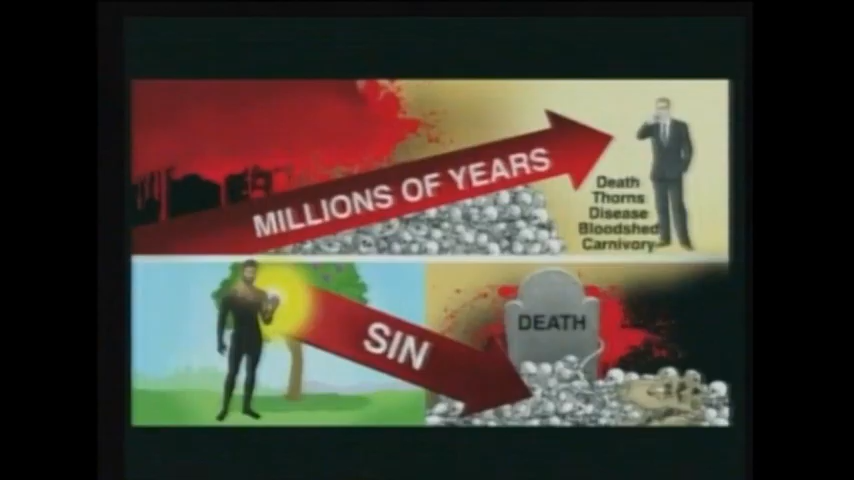 MILLIONS OF YEARS
Death
Thorns
Disease
Bloodshed
Carnivory
SIN
DEATH